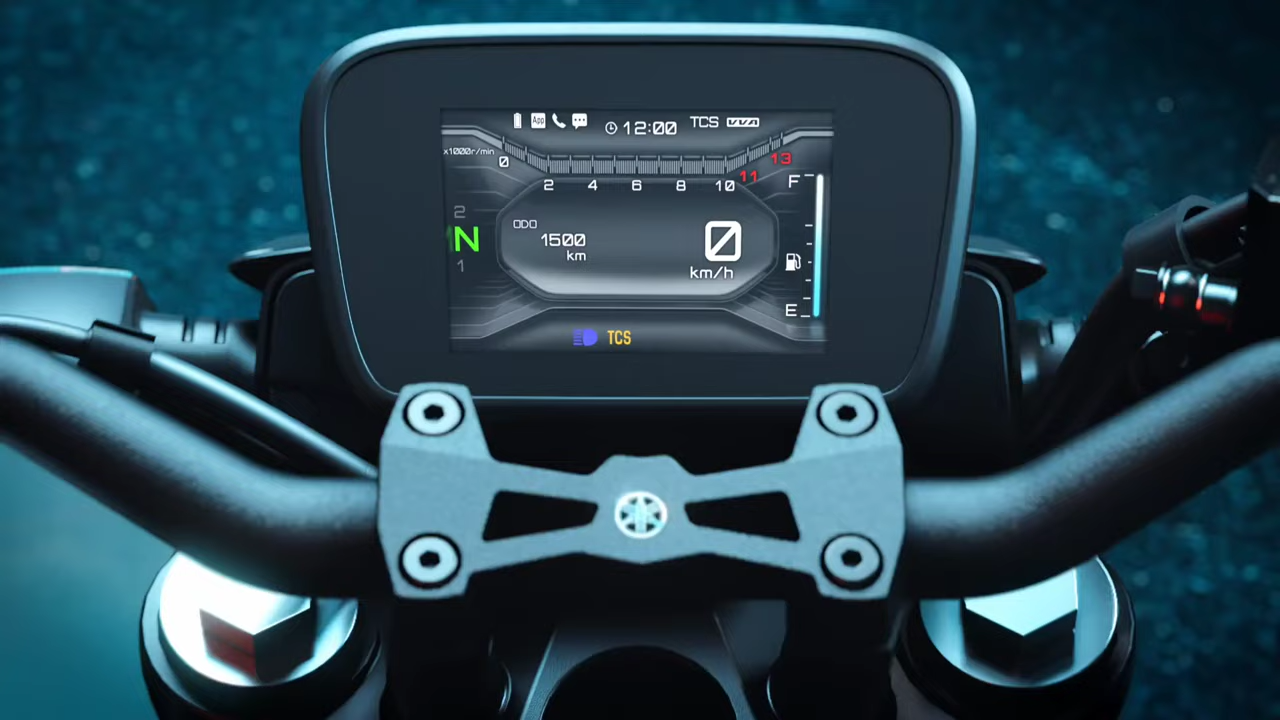 App
12:00 TCS VVA
x1000r/min
0 2 4 6 8 10 11 13
F
2
N
1
ODO
1500
km
0
km/h
E
TCS